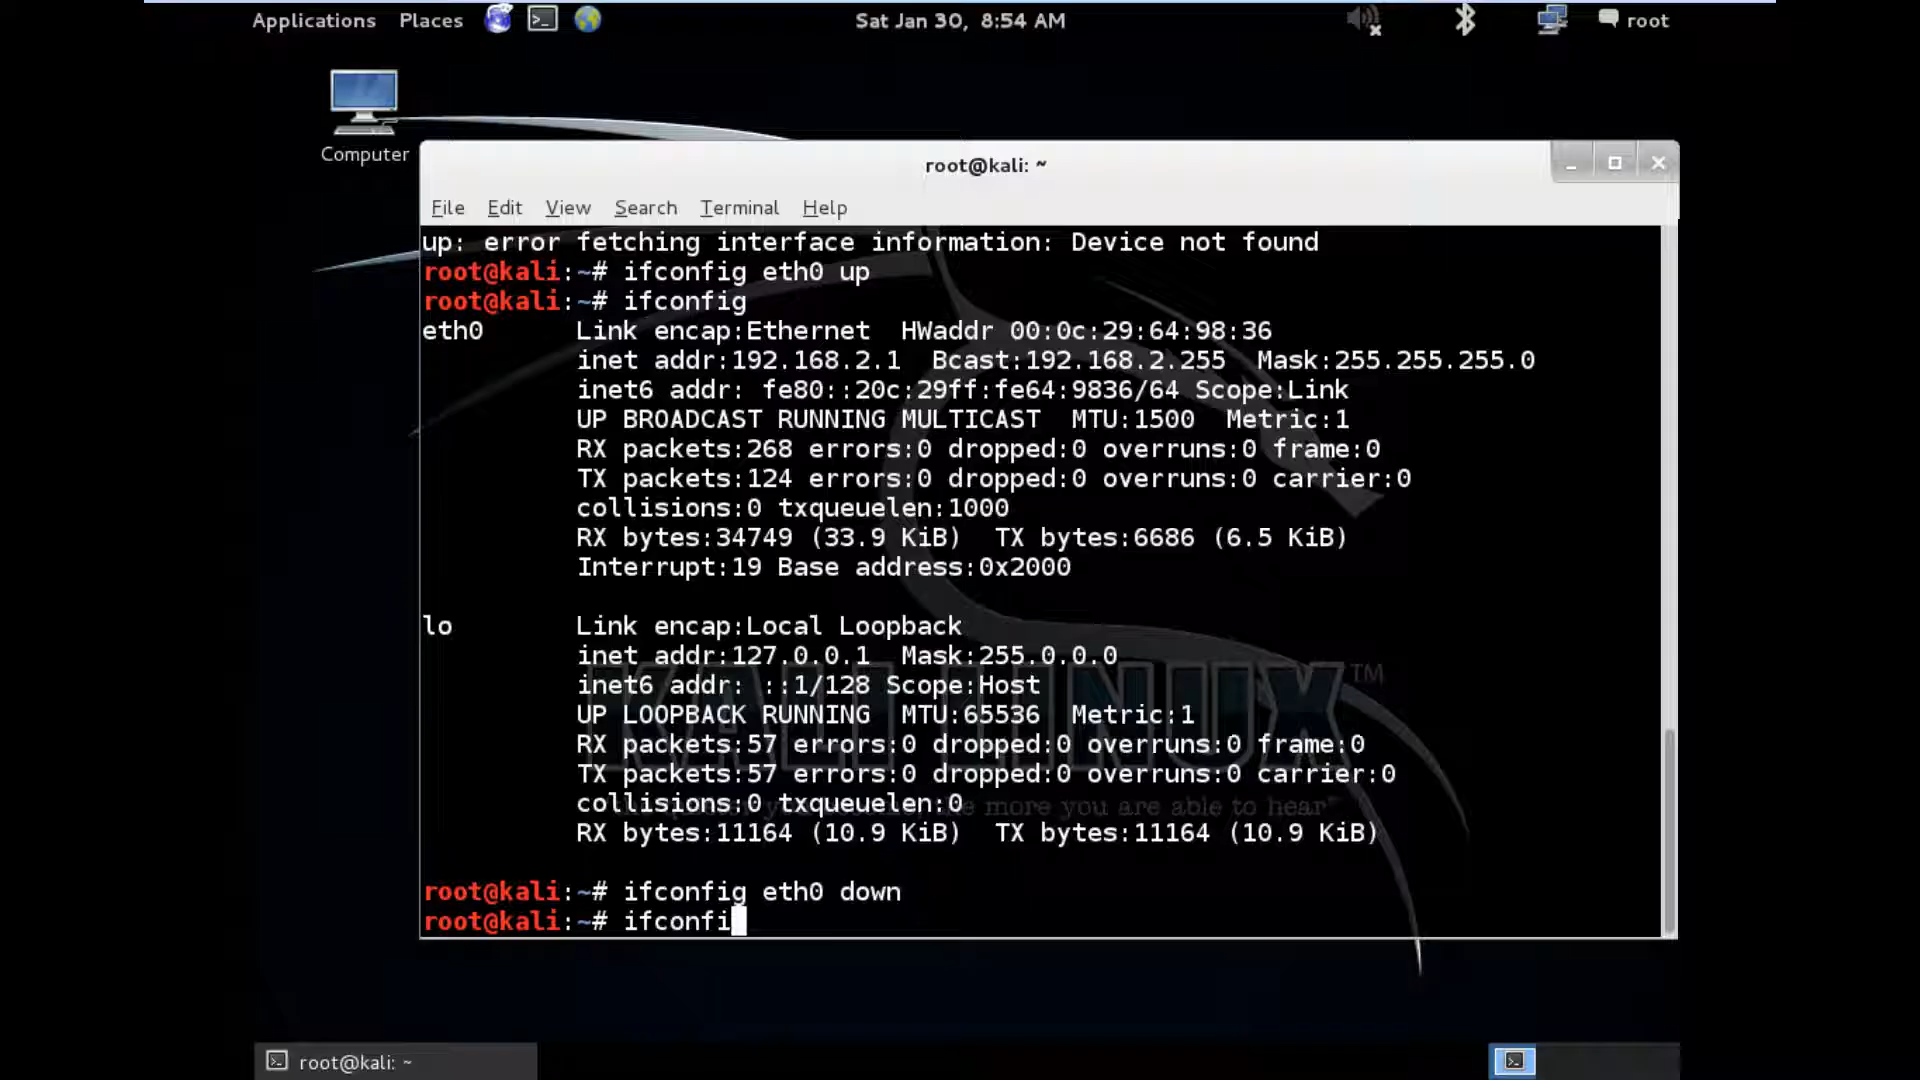 Applications Places Sat Jan 30, 8:54 AM root
Computer
root@kali: ~
File Edit View Search Terminal Help
up: error fetching interface information: Device not found
root@kali:~# ifconfig eth0 up
root@kali:~# ifconfig
eth0 Link encap:Ethernet HWaddr 00:0c:29:64:98:36
inet addr:192.168.2.1 Bcast:192.168.2.255 Mask:255.255.255.0
inet6 addr: fe80::20c:29ff:fe64:9836/64 Scope:Link
UP BROADCAST RUNNING MULTICAST MTU:1500 Metric:1
RX packets:268 errors:0 dropped:0 overruns:0 frame:0
TX packets:124 errors:0 dropped:0 overruns:0 carrier:0
collisions:0 txqueuelen:1000
RX bytes:34749 (33.9 KiB) TX bytes:6686 (6.5 KiB)
Interrupt:19 Base address:0x2000
lo Link encap:Local Loopback
inet addr:127.0.0.1 Mask:255.0.0.0
inet6 addr: ::1/128 Scope:Host
UP LOOPBACK RUNNING MTU:65536 Metric:1
RX packets:57 errors:0 dropped:0 overruns:0 frame:0
TX packets:57 errors:0 dropped:0 overruns:0 carrier:0
collisions:0 txqueuelen:0
RX bytes:11164 (10.9 KiB) TX bytes:11164 (10.9 KiB)
KALI LINUX™
the more you are able to hear"
root@kali:~# ifconfig eth0 down
root@kali:~# ifconfi
root@kali: ~